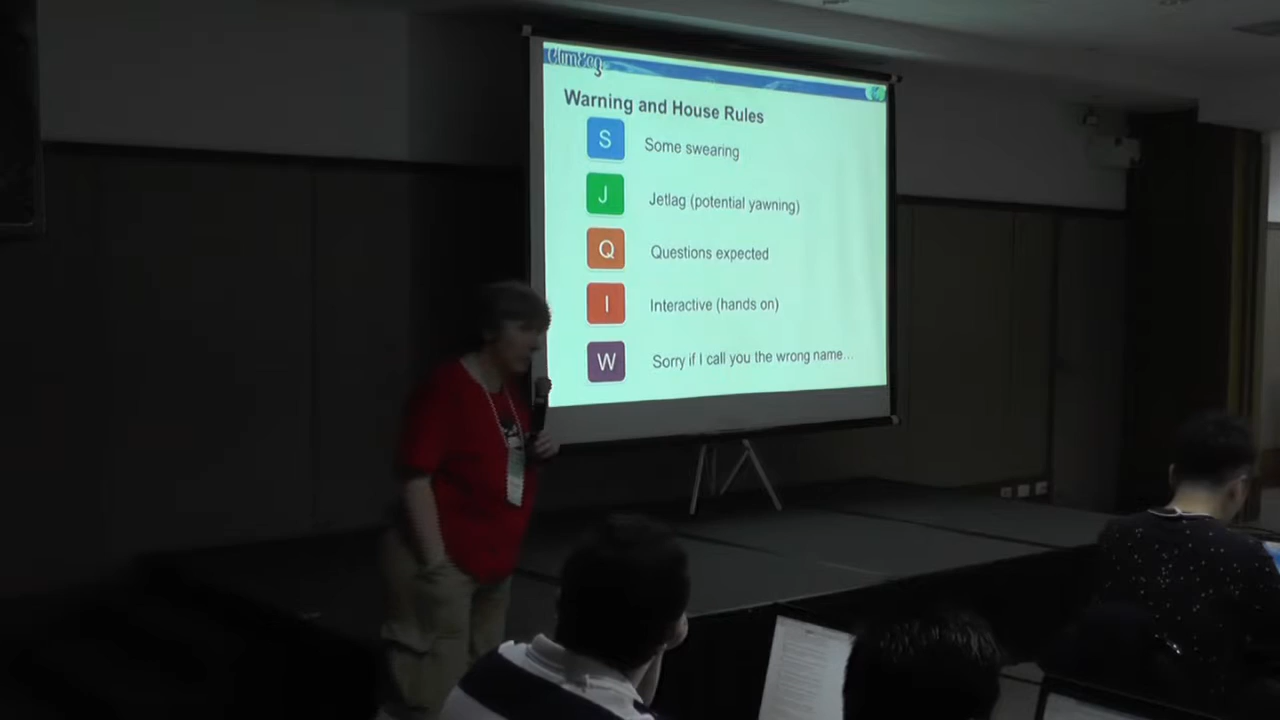 Warning and House Rules
S Some swearing
J Jetlag (potential yawning)
Q Questions expected
I Interactive (hands on)
W Sorry if I call you the wrong name...